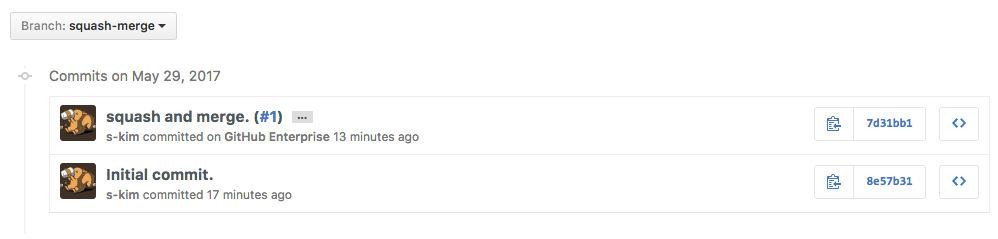 Branch: squash-merge
Commits on May 29, 2017
squash and merge. (#1) …
s-kim committed on GitHub Enterprise 13 minutes ago
7d31bb1
Initial commit.
s-kim committed 17 minutes ago
8e57b31